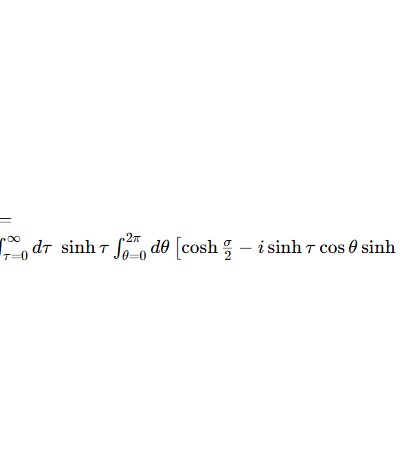 =
∫_{τ=0}^{∞} dτ sinh τ ∫_{θ=0}^{2π} dθ [cosh σ/2 − i sinh τ cos θ sinh